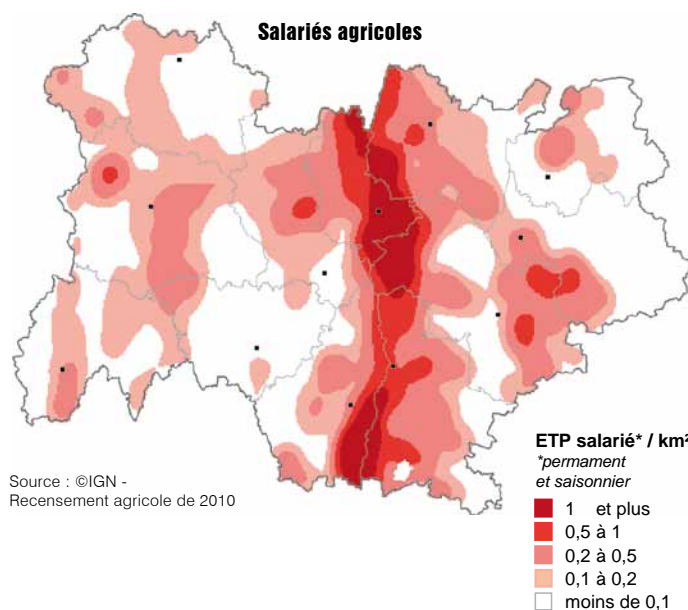 Salariés agricoles
Source : ©IGN -
Recensement agricole de 2010
ETP salarié* / km²
*permament
et saisonnier
1 et plus
0,5 à 1
0,2 à 0,5
0,1 à 0,2
moins de 0,1